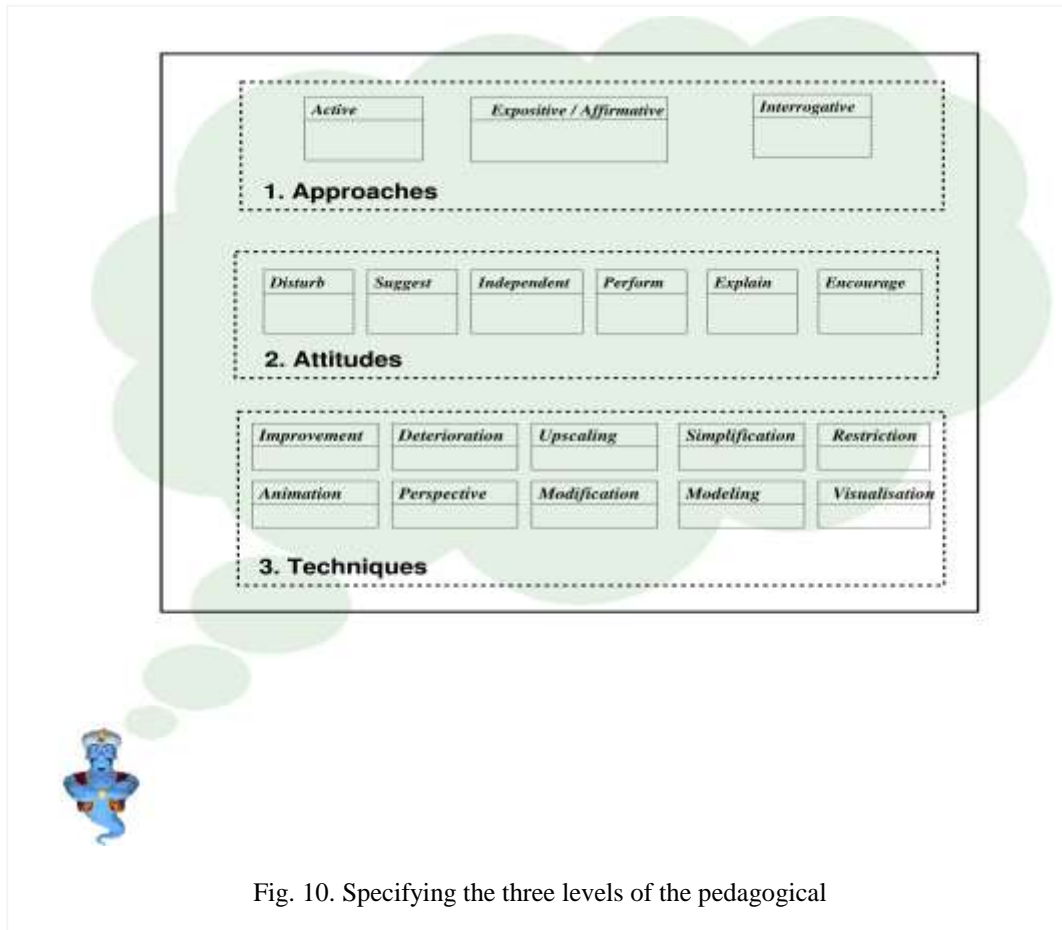 Active Expositive / Affirmative Interrogative
1. Approaches
Disturb Suggest Independent Perform Explain Encourage
2. Attitudes
Improvement Deterioration Upscaling Simplification Restriction
Animation Perspective Modification Modeling Visualisation
3. Techniques
Fig. 10. Specifying the three levels of the pedagogical